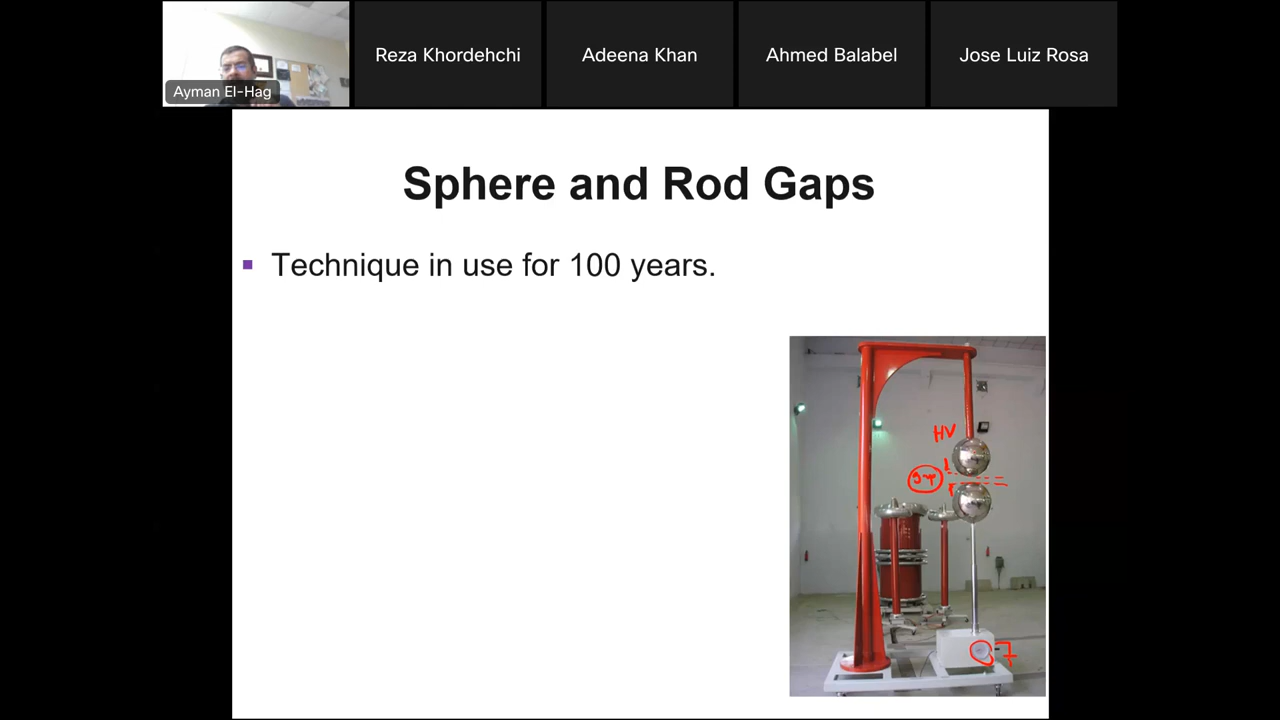 Reza Khordehchi
Adeena Khan
Ahmed Balabel
Jose Luiz Rosa
Ayman El-Hag
Sphere and Rod Gaps
▪ Technique in use for 100 years.
HV
gap